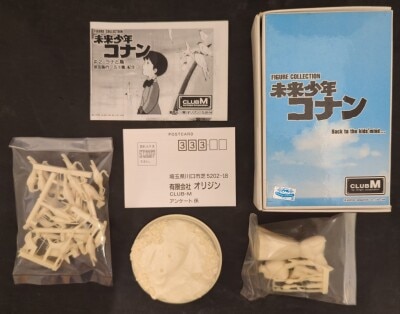 FIGURE COLLECTION
未来少年
コナン
CLUB M
POSTCARD
333
埼玉県川口市芝5202-18
有限会社 オリジン
CLUB-M
アンケート係
FIGURE COLLECTION
未来少年
コナン
Back to the kids' mind...
CLUB M